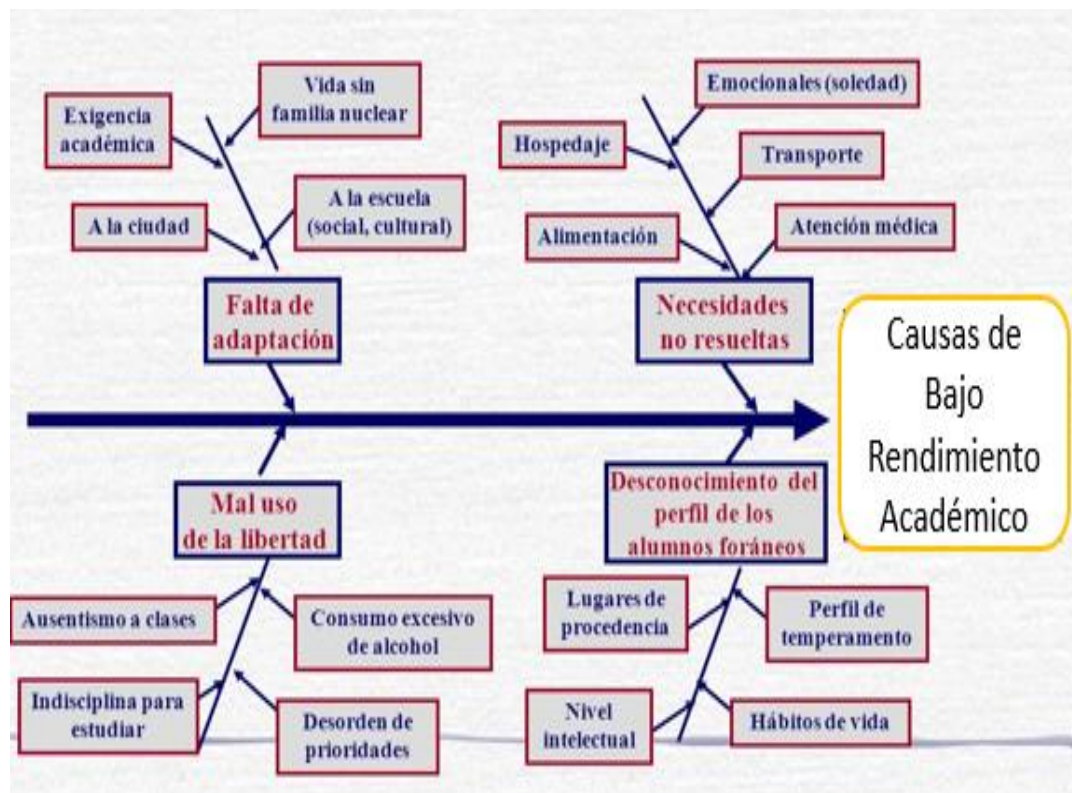 Vida sin
familia nuclear
Exigencia
académica
A la escuela
(social, cultural)
A la ciudad
Falta de
adaptación
Emocionales (soledad)
Hospedaje
Transporte
Alimentación
Atención médica
Necesidades
no resueltas
Causas de
Bajo
Rendimiento
Académico
Mal uso
de la libertad
Ausentismo a clases
Consumo excesivo
de alcohol
Indisciplina para
estudiar
Desorden de
prioridades
Desconocimiento del
perfil de los
alumnos foráneos
Lugares de
procedencia
Perfil de
temperamento
Nivel
intelectual
Hábitos de vida